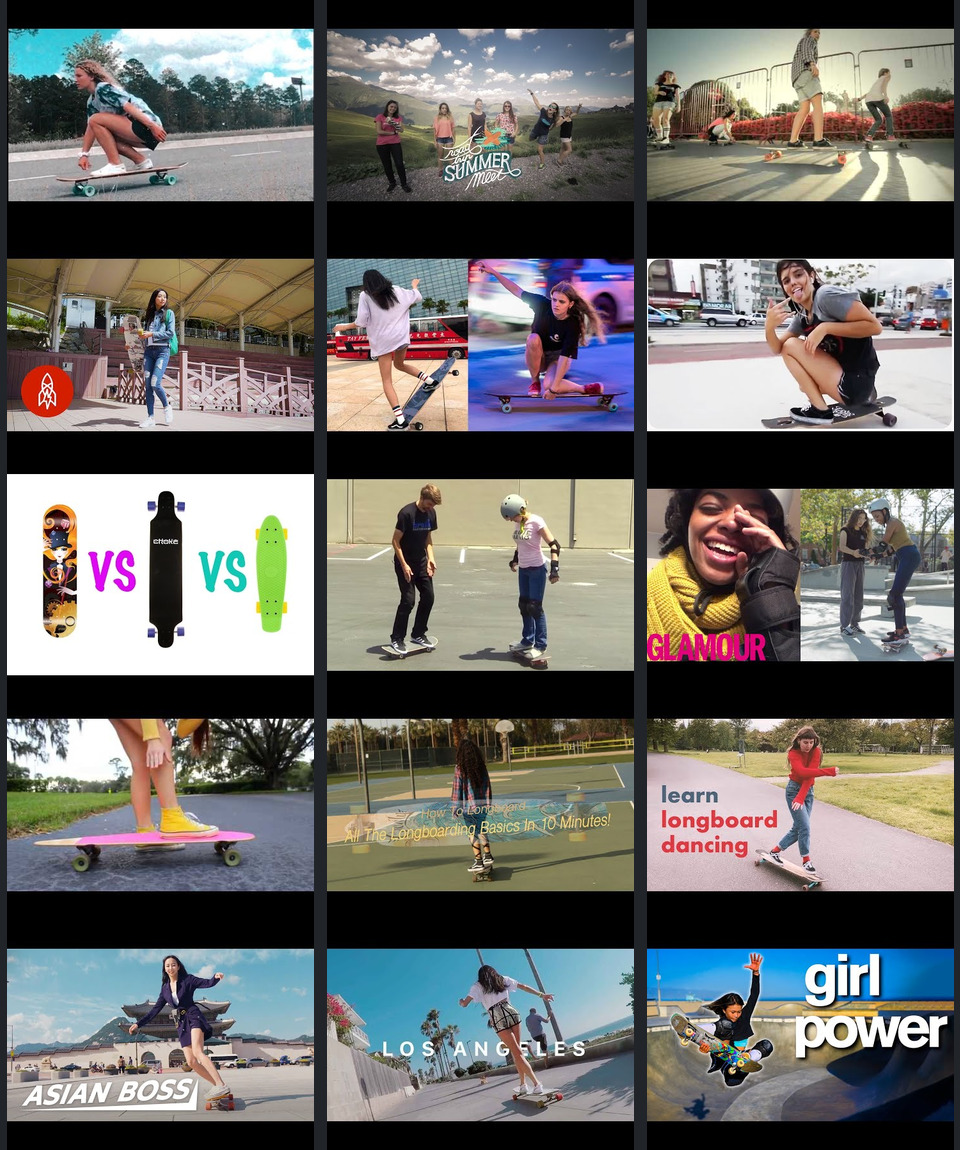 road
trip
SUMMER
meet
VS
VS
GLAMOUR
How To Longboard
All The Longboarding Basics In 10 Minutes!
learn
longboard
dancing
ASIAN BOSS
LOS ANGELES
girl
power